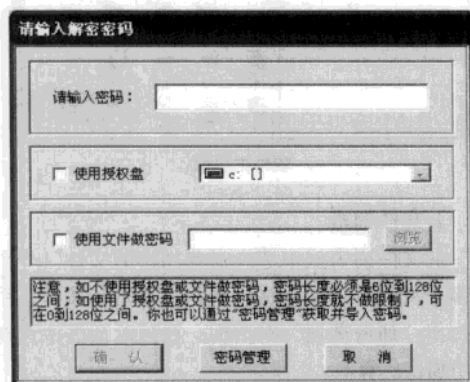 请输入解密密码
请输入密码：
使用授权盘 c: []
使用文件做密码 浏览
注意，如不使用授权盘或文件做密码，密码长度必须是6位到128位
之间；如使用了授权盘或文件做密码，密码长度就不做限制了，可
在0到128位之间。你也可以通过"密码管理"获取并导入密码。
确 认 密码管理 取 消